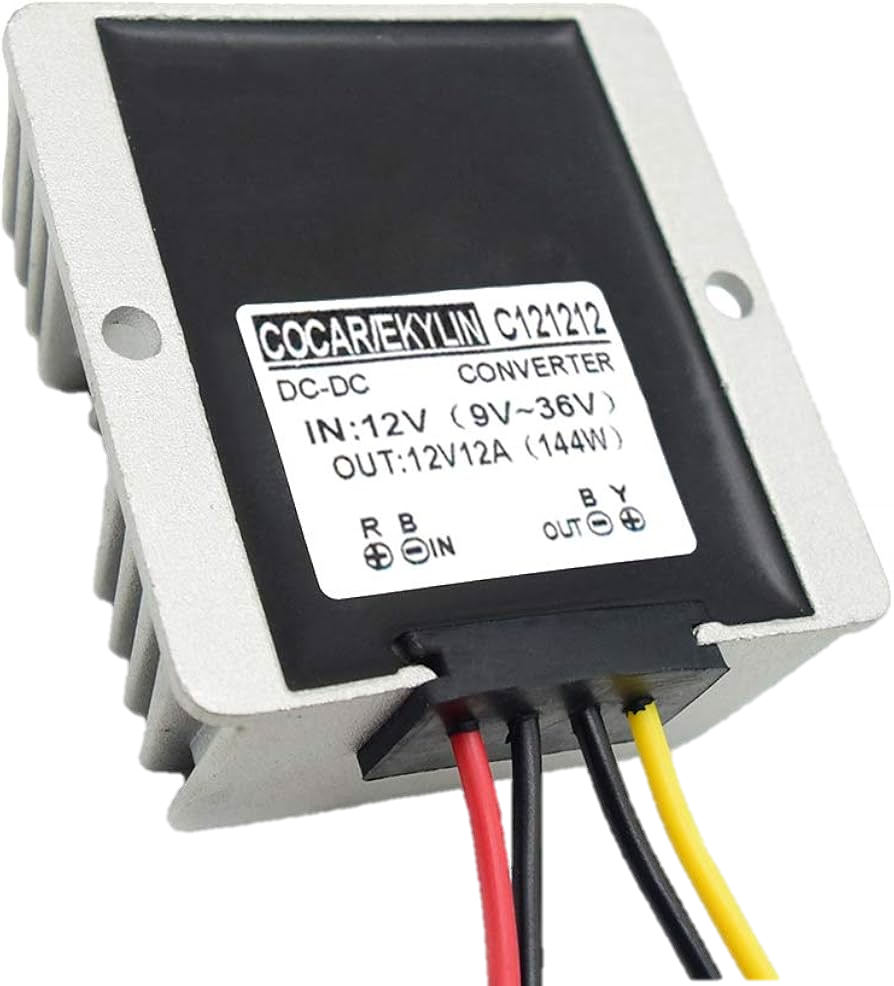 COCAR/EKYLIN C121212
DC-DC CONVERTER
IN:12V (9V~36V)
OUT:12V12A (144W)
R B B Y
⊕ ⊖IN OUT⊖ ⊕